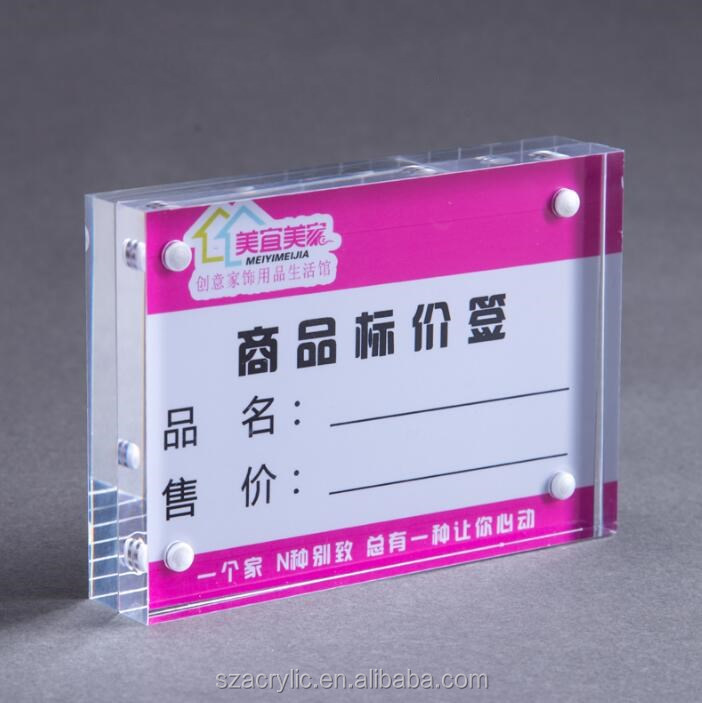 美宜美家
MEIYIMEIJIA
创意家饰用品生活馆
商品标价签
品 名：
售 价：
一个家 N种别致 总有一种让你心动
szacrylic.en.alibaba.com